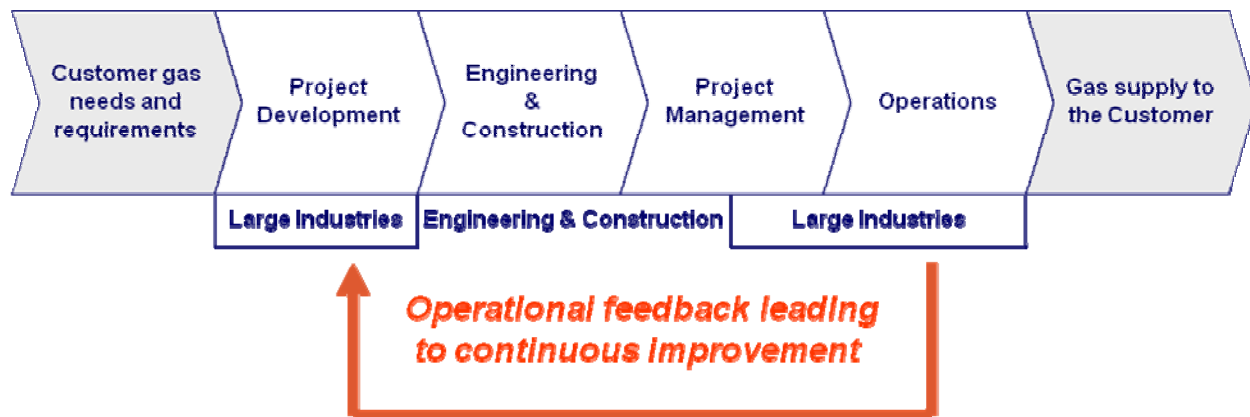 Customer gas
needs and
requirements
Project
Development
Engineering
&
Construction
Project
Management
Operations
Gas supply to
the Customer
Large Industries
Engineering & Construction
Large Industries
Operational feedback leading
to continuous improvement